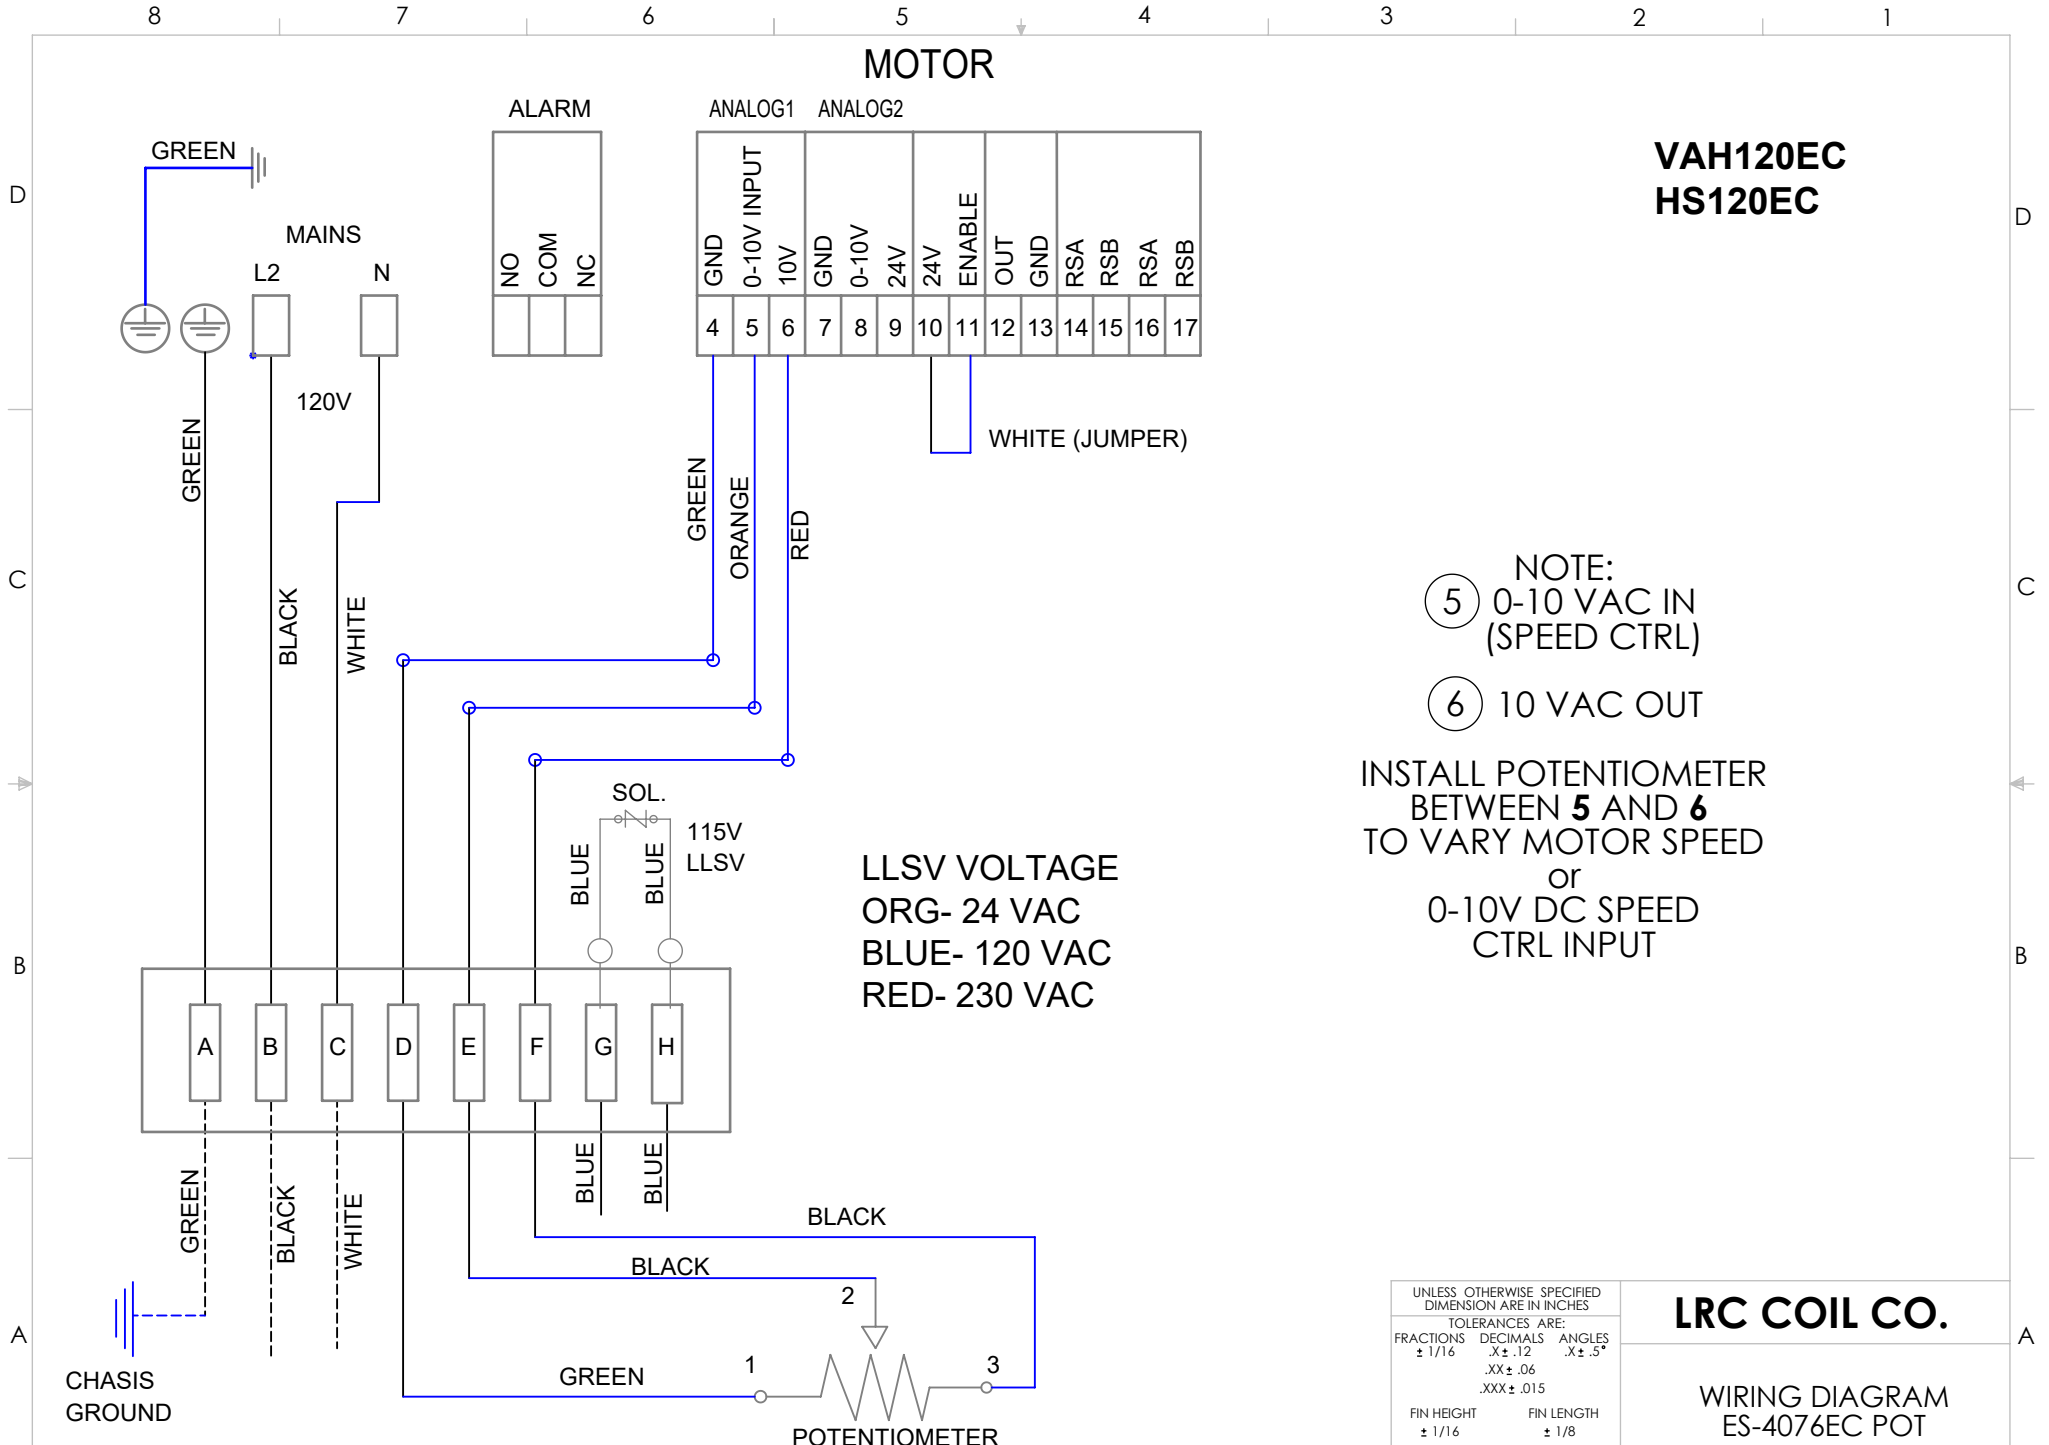 8 7 6 5 4 3 2 1
MOTOR
ALARM
ANALOG1 ANALOG2
GREEN
VAH120EC
HS120EC
D
D
MAINS
L2 N
NO
COM
NC
GND
0-10V INPUT
10V
GND
0-10V
24V
24V
ENABLE
OUT
GND
RSA
RSB
RSA
RSB
4 5 6 7 8 9 10 11 12 13 14 15 16 17
120V
WHITE (JUMPER)
GREEN
GREEN
ORANGE
RED
BLACK
WHITE
C
C
NOTE:
5 0-10 VAC IN
(SPEED CTRL)
6 10 VAC OUT
INSTALL POTENTIOMETER
BETWEEN 5 AND 6
TO VARY MOTOR SPEED
or
0-10V DC SPEED
CTRL INPUT
SOL.
115V
LLSV
BLUE
BLUE
LLSV VOLTAGE
ORG- 24 VAC
BLUE- 120 VAC
RED- 230 VAC
B
B
A B C D E F G H
GREEN
BLACK
WHITE
BLUE
BLUE
BLACK
BLACK
2
1
3
GREEN
POTENTIOMETER
CHASIS
GROUND
A
A
UNLESS OTHERWISE SPECIFIED
DIMENSION ARE IN INCHES
TOLERANCES ARE:
FRACTIONS DECIMALS ANGLES
± 1/16 .X± .12 .X± .5°
.XX± .06
.XXX± .015
FIN HEIGHT FIN LENGTH
± 1/16 ± 1/8
LRC COIL CO.
WIRING DIAGRAM
ES-4076EC POT